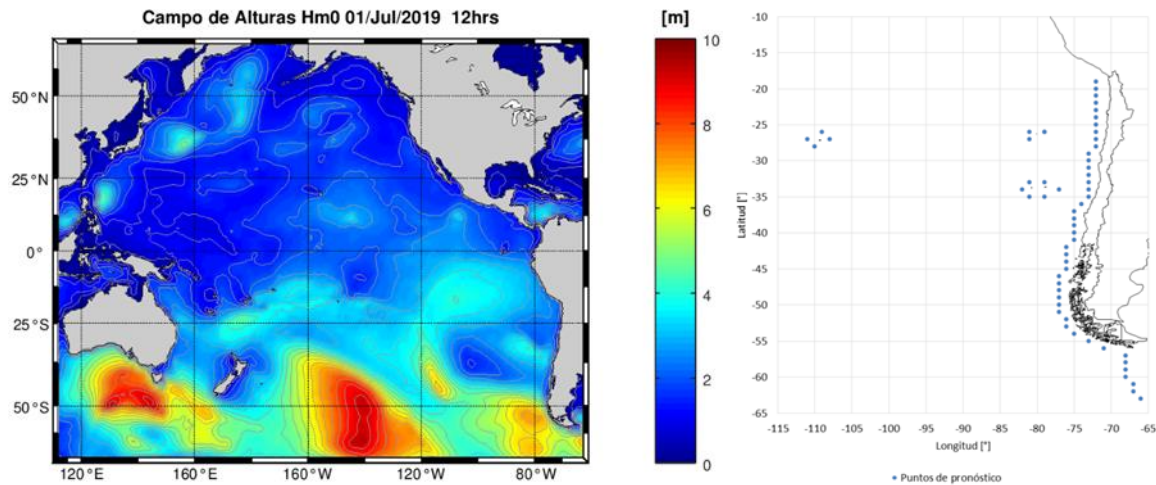 Campo de Alturas Hm0 01/Jul/2019 12hrs
[m]
50°N
25°N
0°
25°S
50°S
120°E
160°E
160°W
120°W
80°W
10
8
6
4
2
0
-10
-15
-20
-25
-30
-35
-40
-45
-50
-55
-60
-65
Latitud [°]
-115 -110 -105 -100 -95 -90 -85 -80 -75 -70 -65
Longitud [°]
Puntos de pronóstico